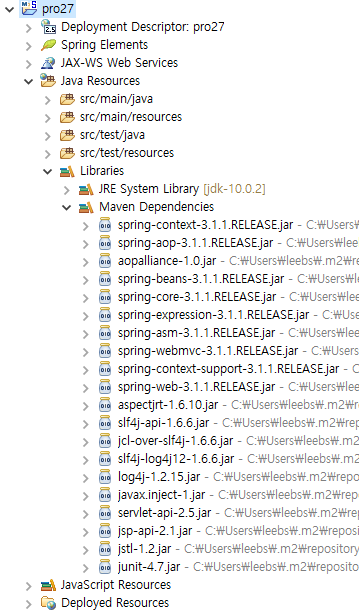 pro27
Deployment Descriptor: pro27
Spring Elements
JAX-WS Web Services
Java Resources
src/main/java
src/main/resources
src/test/java
src/test/resources
Libraries
JRE System Library [jdk-10.0.2]
Maven Dependencies
spring-context-3.1.1.RELEASE.jar - C:₩Users₩
spring-aop-3.1.1.RELEASE.jar - C:₩Users₩leebs
aopalliance-1.0.jar - C:₩Users₩leebs₩.m2₩re
spring-beans-3.1.1.RELEASE.jar - C:₩Users₩lee
spring-core-3.1.1.RELEASE.jar - C:₩Users₩leeb
spring-expression-3.1.1.RELEASE.jar - C:₩User
spring-asm-3.1.1.RELEASE.jar - C:₩Users₩leeb
spring-webmvc-3.1.1.RELEASE.jar - C:₩Users₩
spring-context-support-3.1.1.RELEASE.jar - C:
spring-web-3.1.1.RELEASE.jar - C:₩Users₩leeb
aspectjrt-1.6.10.jar - C:₩Users₩leebs₩.m2₩re
slf4j-api-1.6.6.jar - C:₩Users₩leebs₩.m2₩rep
jcl-over-slf4j-1.6.6.jar - C:₩Users₩leebs₩.m
slf4j-log4j12-1.6.6.jar - C:₩Users₩leebs₩.m2
log4j-1.2.15.jar - C:₩Users₩leebs₩.m2₩repo
javax.inject-1.jar - C:₩Users₩leebs₩.m2₩rep
servlet-api-2.5.jar - C:₩Users₩leebs₩.m2₩re
jsp-api-2.1.jar - C:₩Users₩leebs₩.m2₩reposi
jstl-1.2.jar - C:₩Users₩leebs₩.m2₩repository
junit-4.7.jar - C:₩Users₩leebs₩.m2₩reposito
JavaScript Resources
Deployed Resources